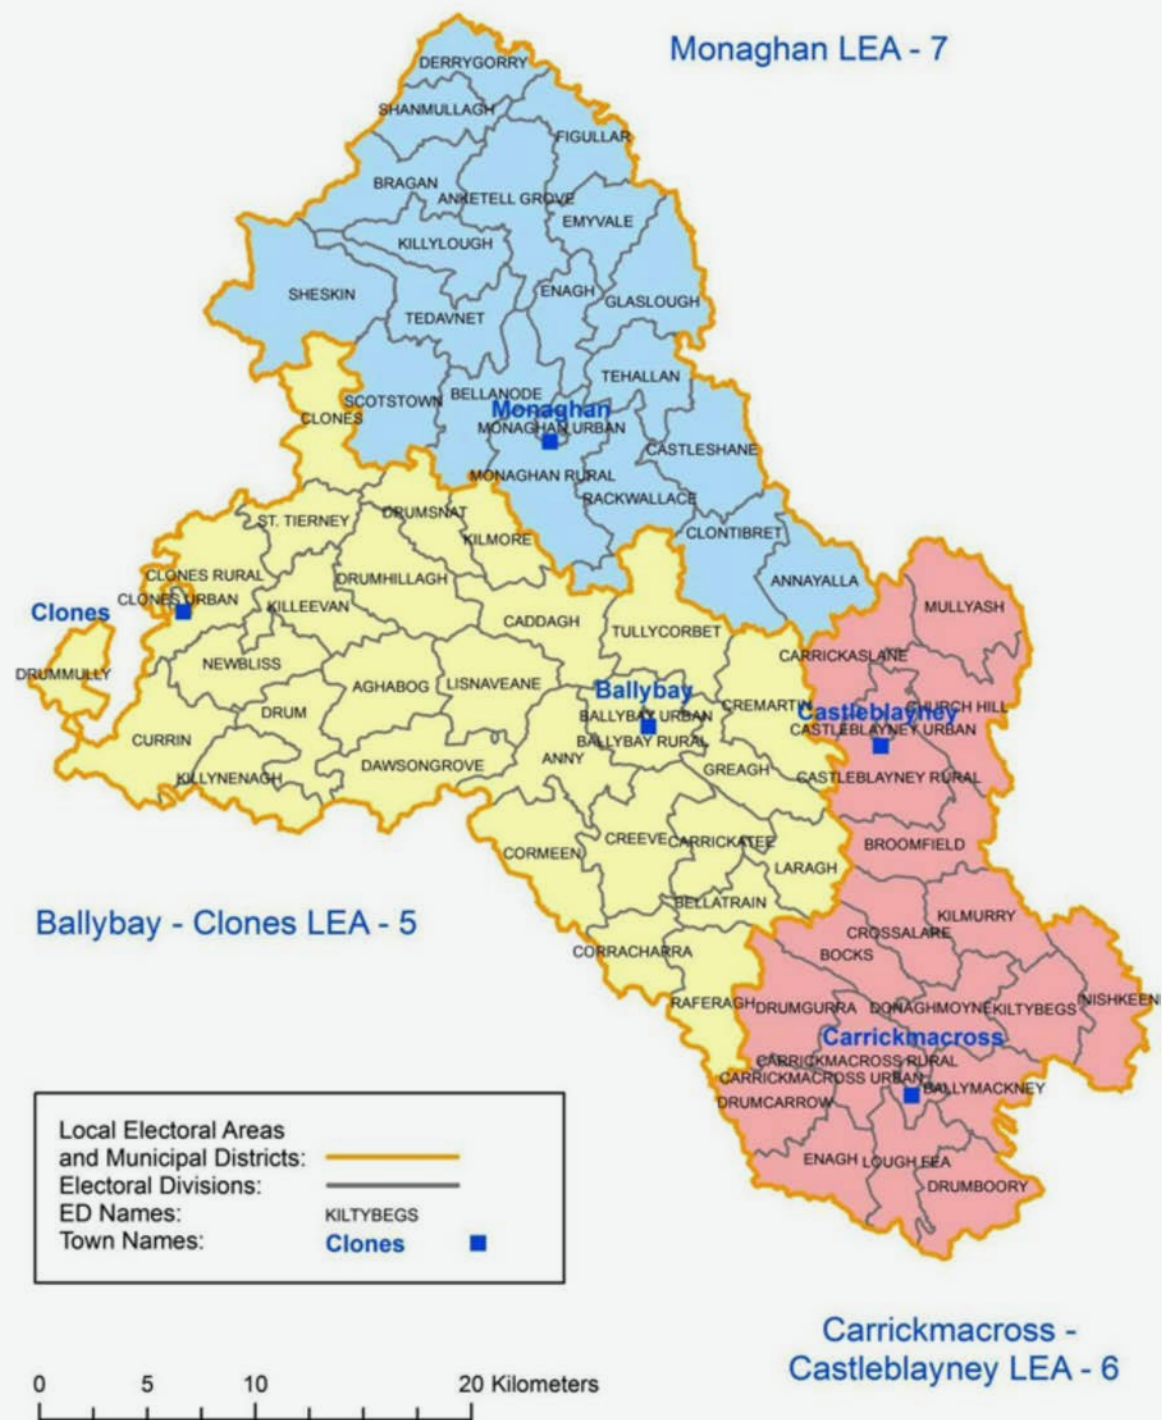 Monaghan LEA - 7
DERRYGORRY
SHANMULLAGH
FIGULLAR
BRAGAN
ANKETELL GROVE
EMYVALE
KILLYLOUGH
SHESKIN
ENAGH
GLASLOUGH
TEDAVNET
TEHALLAN
BELLANODE
SCOTSTOWN
Monaghan
CLONES
MONAGHAN URBAN
CASTLESHANE
MONAGHAN RURAL
RACKWALLACE
DRUMSNAT
ST. TIERNEY
CLONTIBRET
KILMORE
CLONES RURAL
DRUMHILLAGH
ANNAYALLA
CLONES URBAN
KILLEEVAN
MULLYASH
Clones
CADDAGH
TULLYCORBET
CARRICKASLANE
NEWBLISS
DRUMMULLY
AGHABOG
LISNAVEANE
Ballybay
CREMARTIN
CHURCH HILL
DRUM
Castleblayney
BALLYBAY URBAN
CASTLEBLAYNEY URBAN
CURRIN
BALLYBAY RURAL
ANNY
DAWSONGROVE
GREAGH
KILLYNENAGH
CASTLEBLAYNEY RURAL
CREEVE
CARRICKATEE
BROOMFIELD
CORMEEN
LARAGH
BELLATRAIN
KILMURRY
Ballybay - Clones LEA - 5
CROSSALARE
CORRACHARRA
BOCKS
RAFERAGH
DRUMGURRA
DONAGHMOYNE
KILTYBEGS
INISHKEEN
Carrickmacross
CARRICKMACROSS RURAL
CARRICKMACROSS URBAN
BALLYMACKNEY
DRUMCARROW
ENAGH
LOUGH FEA
DRUMBOORY
Local Electoral Areas
and Municipal Districts:
Electoral Divisions:
ED Names: KILTYBEGS
Town Names: Clones
Carrickmacross -
Castleblayney LEA - 6
0 5 10 20 Kilometers